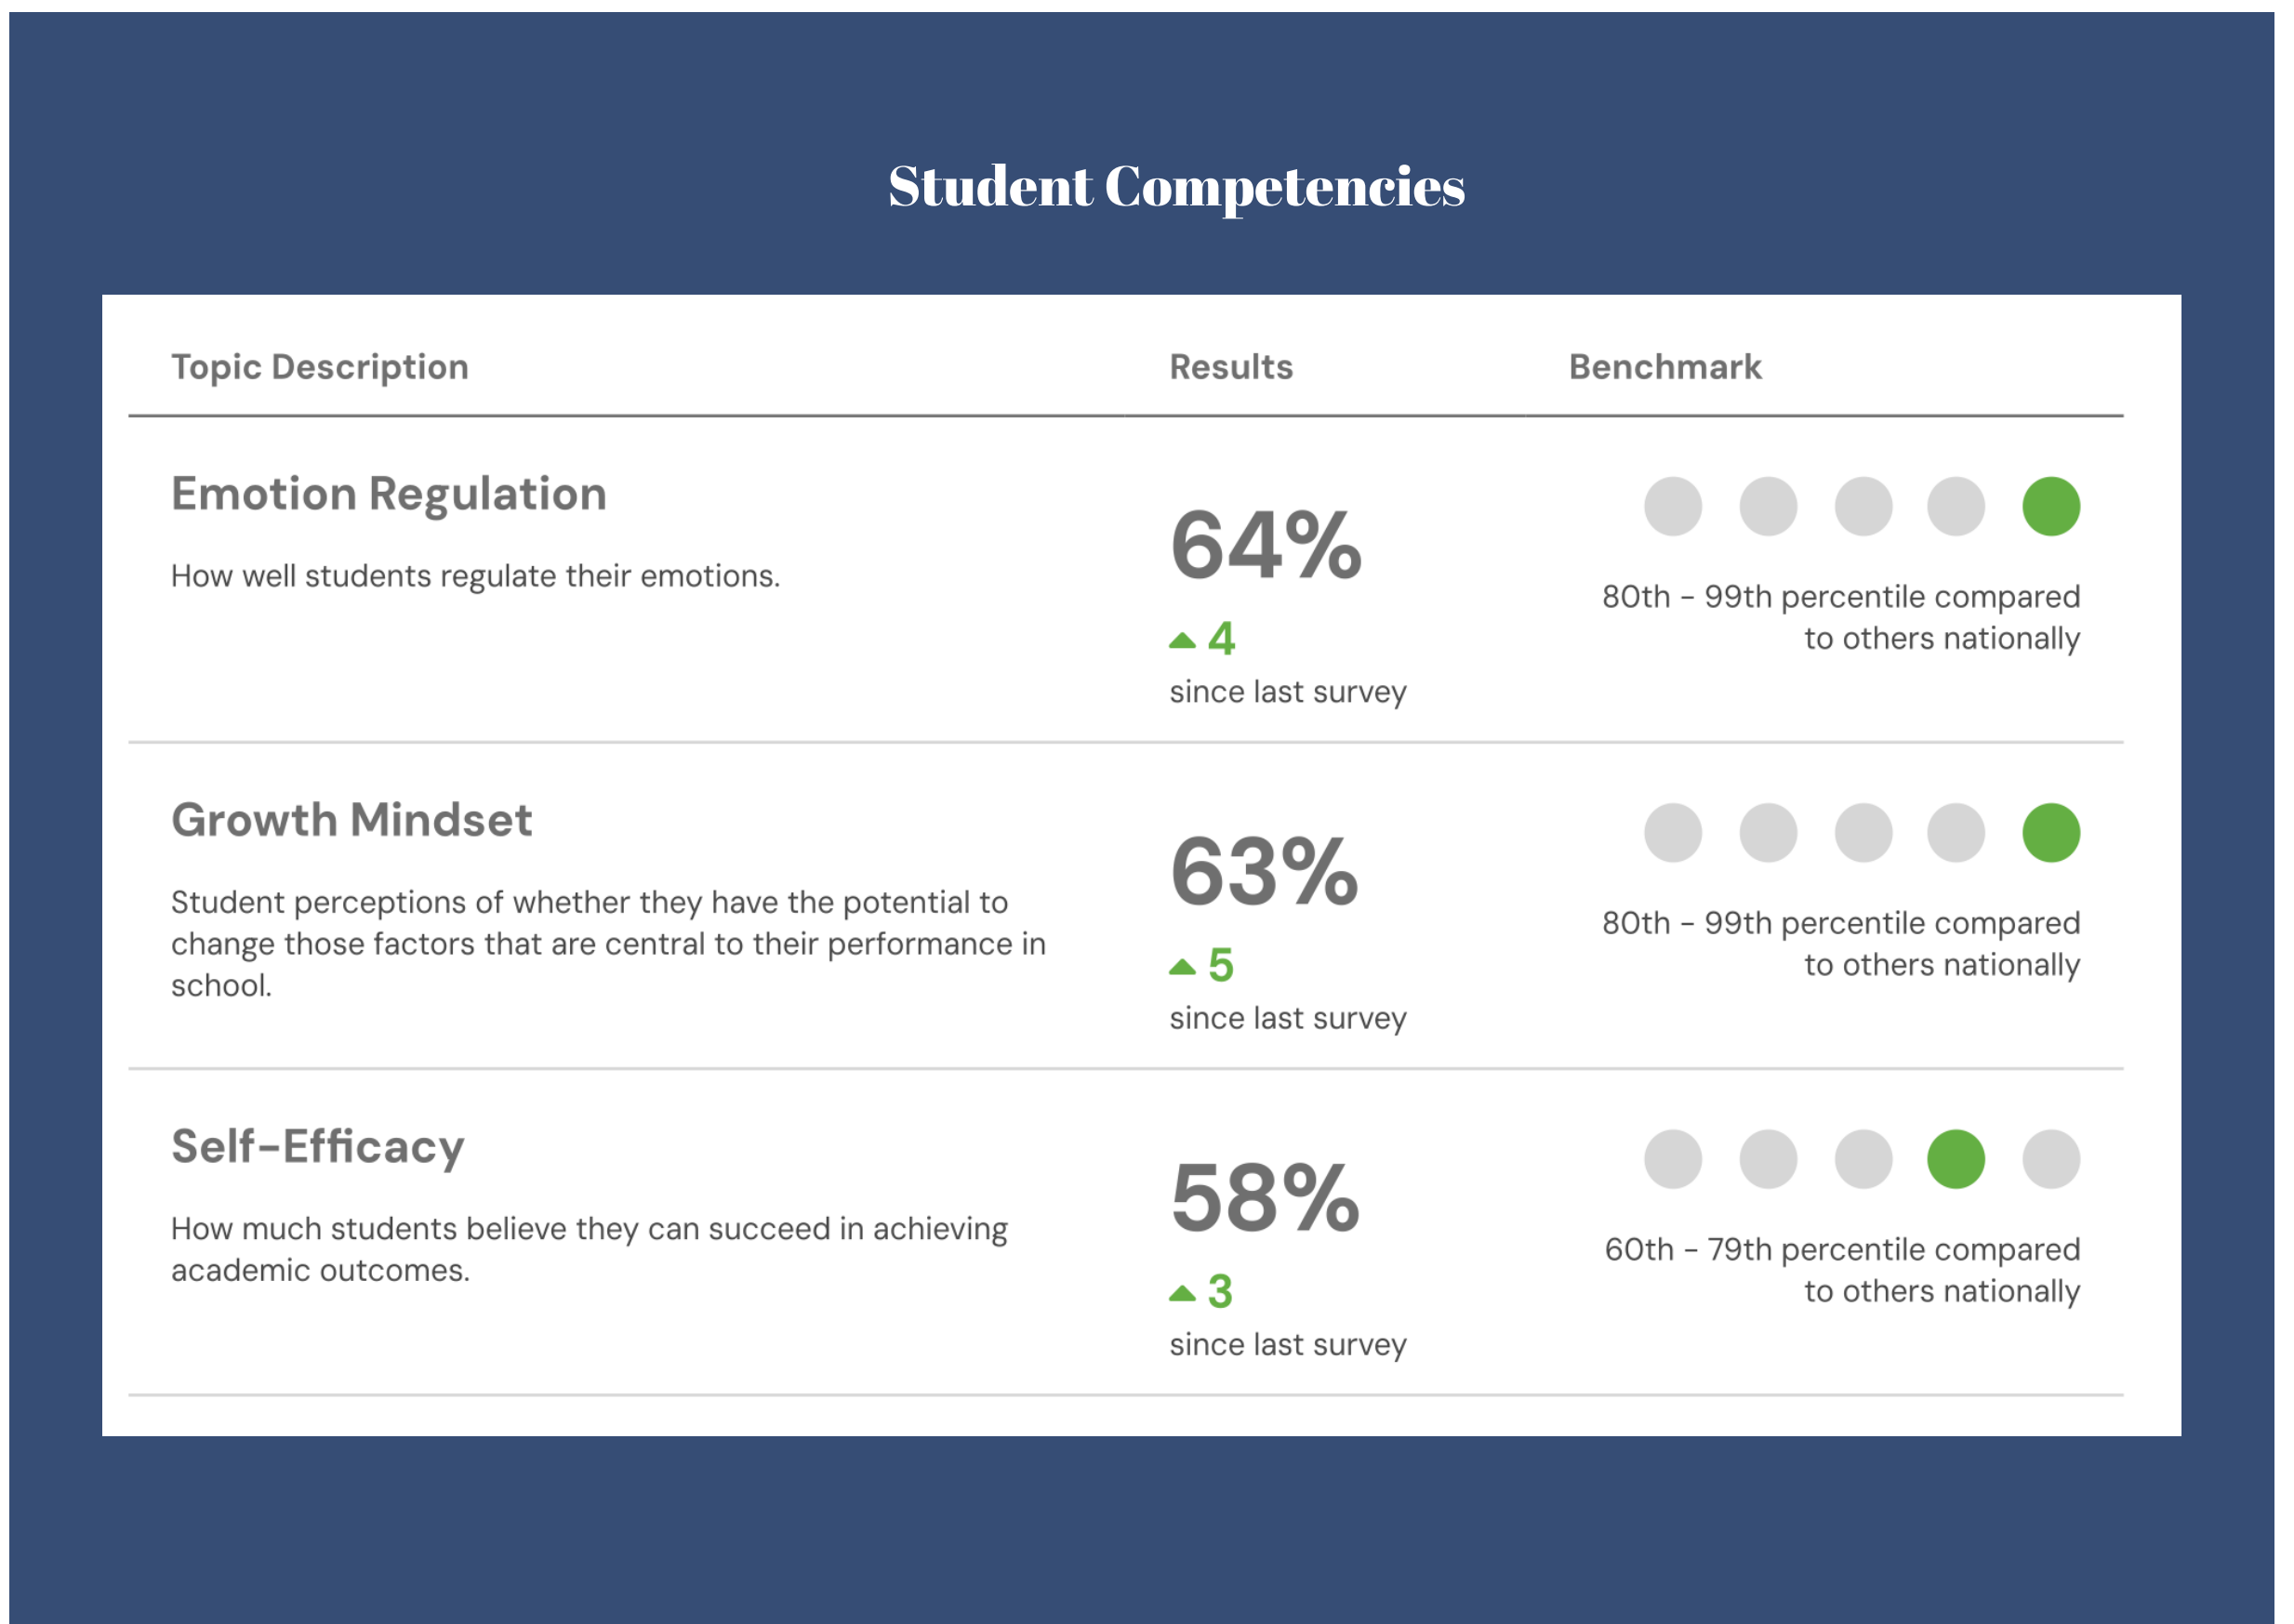 Student Competencies
Topic Description
Results
Benchmark
Emotion Regulation
How well students regulate their emotions.
64%
4
since last survey
80th - 99th percentile compared
to others nationally
Growth Mindset
Student perceptions of whether they have the potential to
change those factors that are central to their performance in
school.
63%
5
since last survey
80th - 99th percentile compared
to others nationally
Self-Efficacy
How much students believe they can succeed in achieving
academic outcomes.
58%
3
since last survey
60th - 79th percentile compared
to others nationally